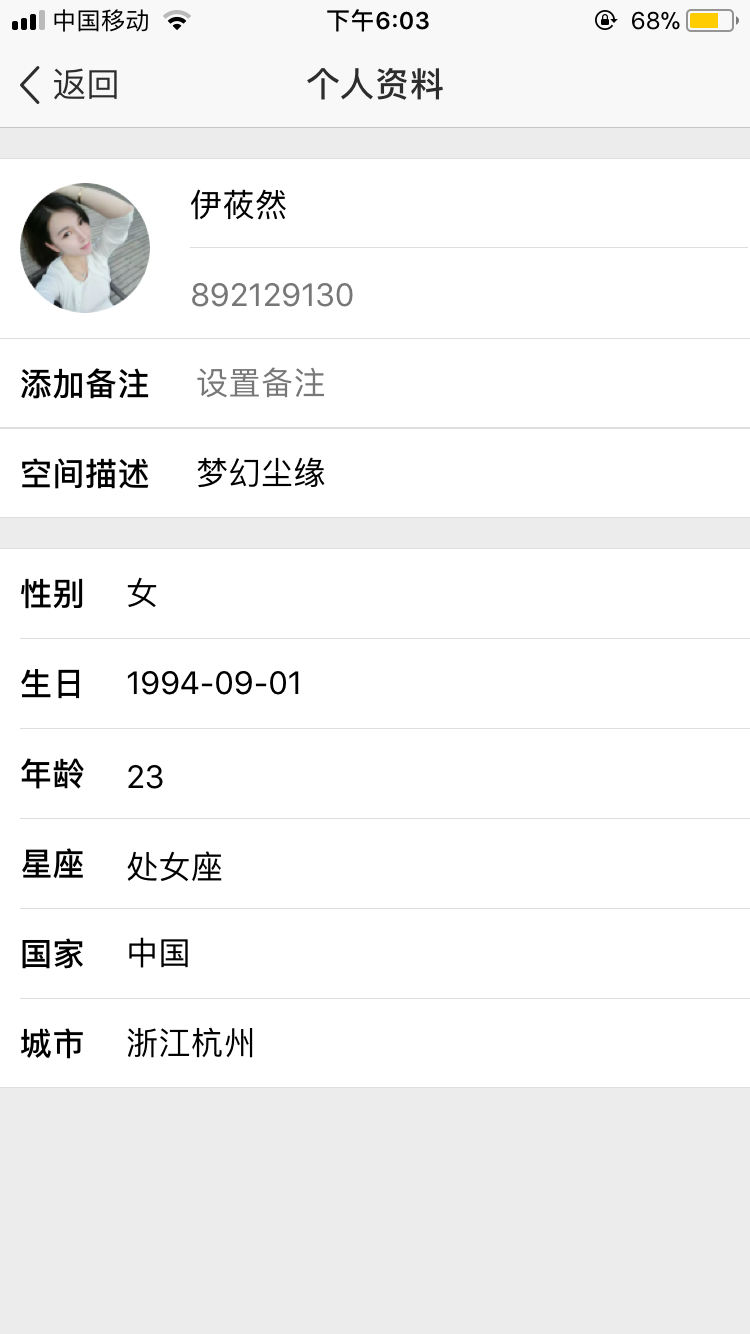 中国移动 下午6:03 68%
返回 个人资料
伊莜然
892129130
添加备注 设置备注
空间描述 梦幻尘缘
性别 女
生日 1994-09-01
年龄 23
星座 处女座
国家 中国
城市 浙江杭州